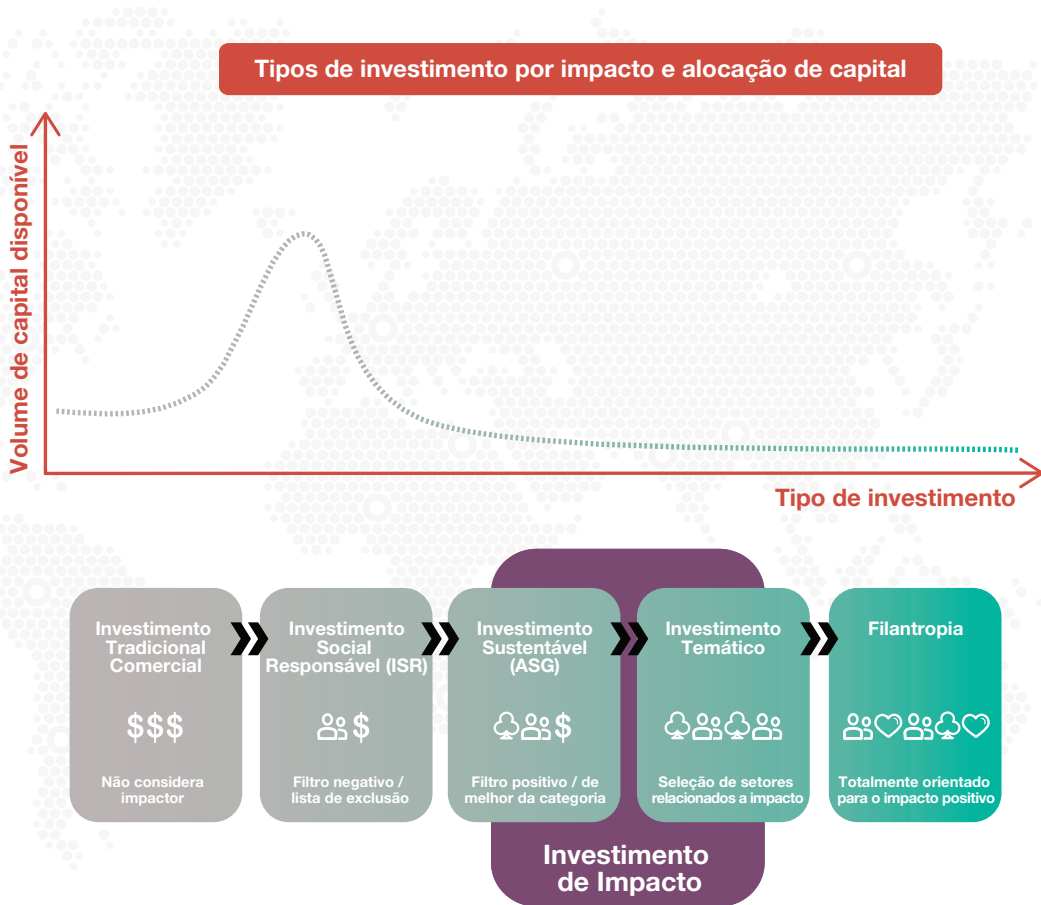 Tipos de investimento por impacto e alocação de capital
Volume de capital disponível
Tipo de investimento
Investimento
Tradicional
Comercial
$$$
Não considera
impactor
Investimento
Social
Responsável (ISR)
$
Filtro negativo /
lista de exclusão
Investimento
Sustentável
(ASG)
$
Filtro positivo / de
melhor da categoria
Investimento
Temático
Seleção de setores
relacionados a impacto
Filantropia
Totalmente orientado
para o impacto positivo
Investimento
de Impacto